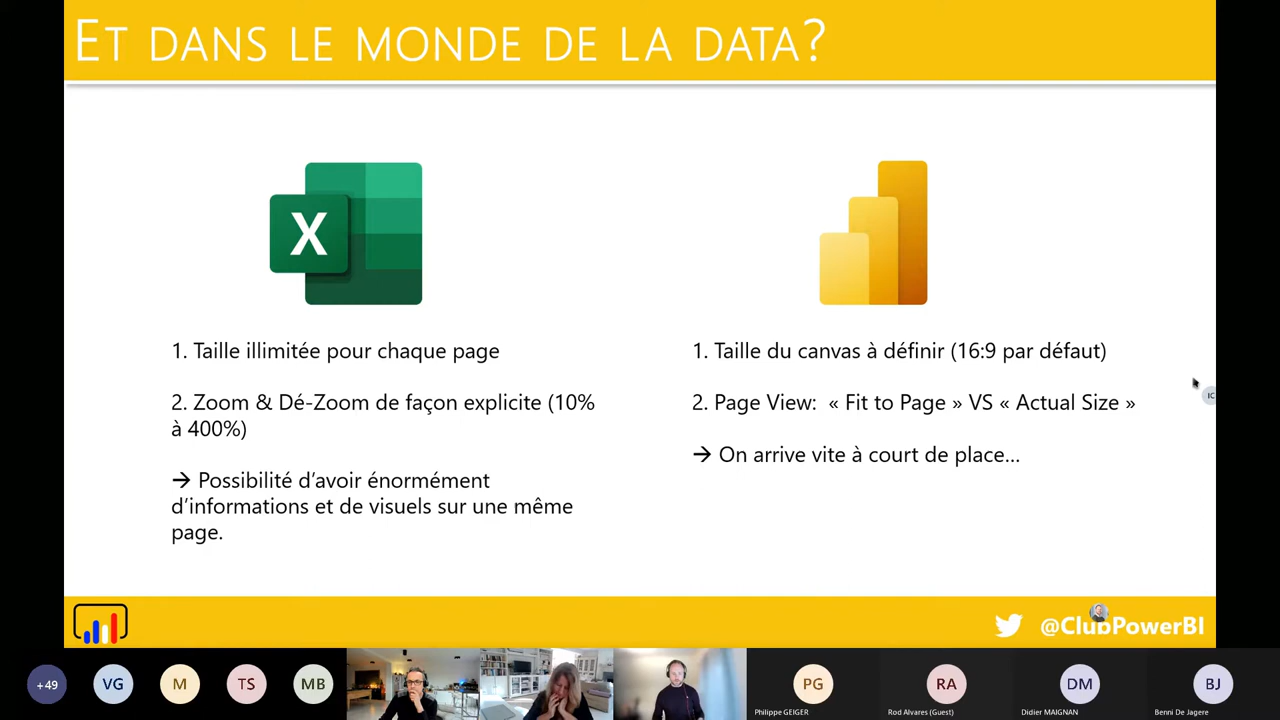 ET DANS LE MONDE DE LA DATA?
X
1. Taille illimitée pour chaque page
2. Zoom & Dé-Zoom de façon explicite (10%
à 400%)
→ Possibilité d'avoir énormément
d'informations et de visuels sur une même
page.
1. Taille du canvas à définir (16:9 par défaut)
2. Page View: « Fit to Page » VS « Actual Size »
→ On arrive vite à court de place...
IC
@ClubPowerBI
+49
VG
M
TS
MB
PG
RA
DM
BJ
Philippe GEIGER
Rod Alvares (Guest)
Didier MAIGNAN
Benni De Jagere